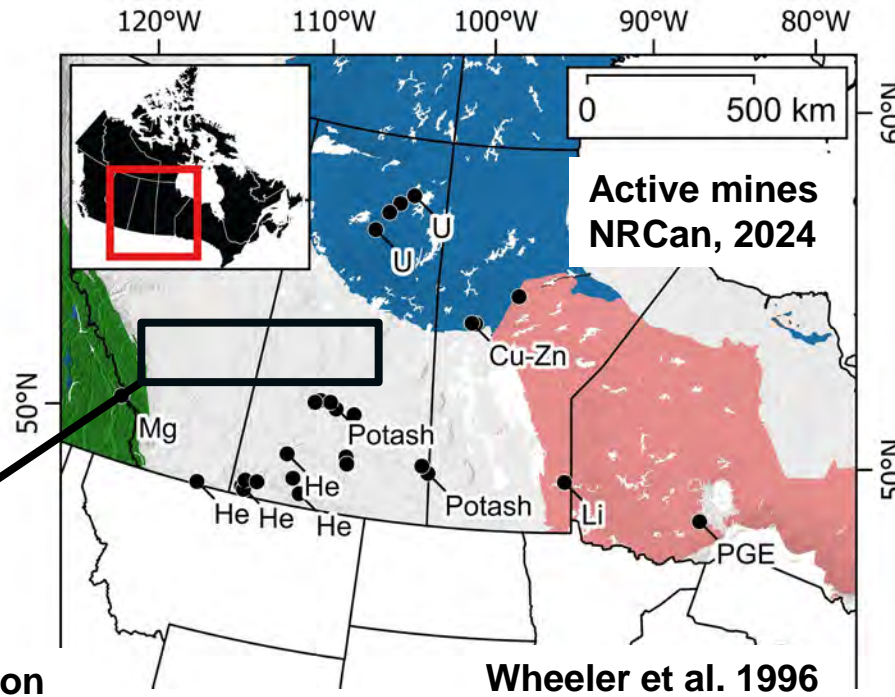 120°W 110°W 100°W 90°W 80°W
0 500 km
60°N
Active mines
NRCan, 2024
U
U
Cu-Zn
50°N
Mg
Potash
50°N
He
He He He
Potash
Li
PGE
on
Wheeler et al. 1996